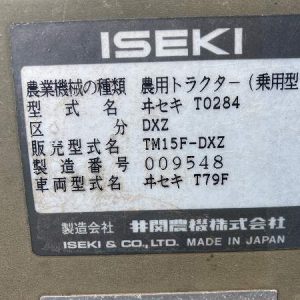 ISEKI
農業機械の種類 農用トラクター(乗用型
型式名 ヰセキ T0284
区分 DXZ
販売型式名 TM15F-DXZ
製造番号 009548
車両型式名 ヰセキ T79F
製造会社 井関農機株式会社
ISEKI & CO., LTD. MADE IN JAPAN